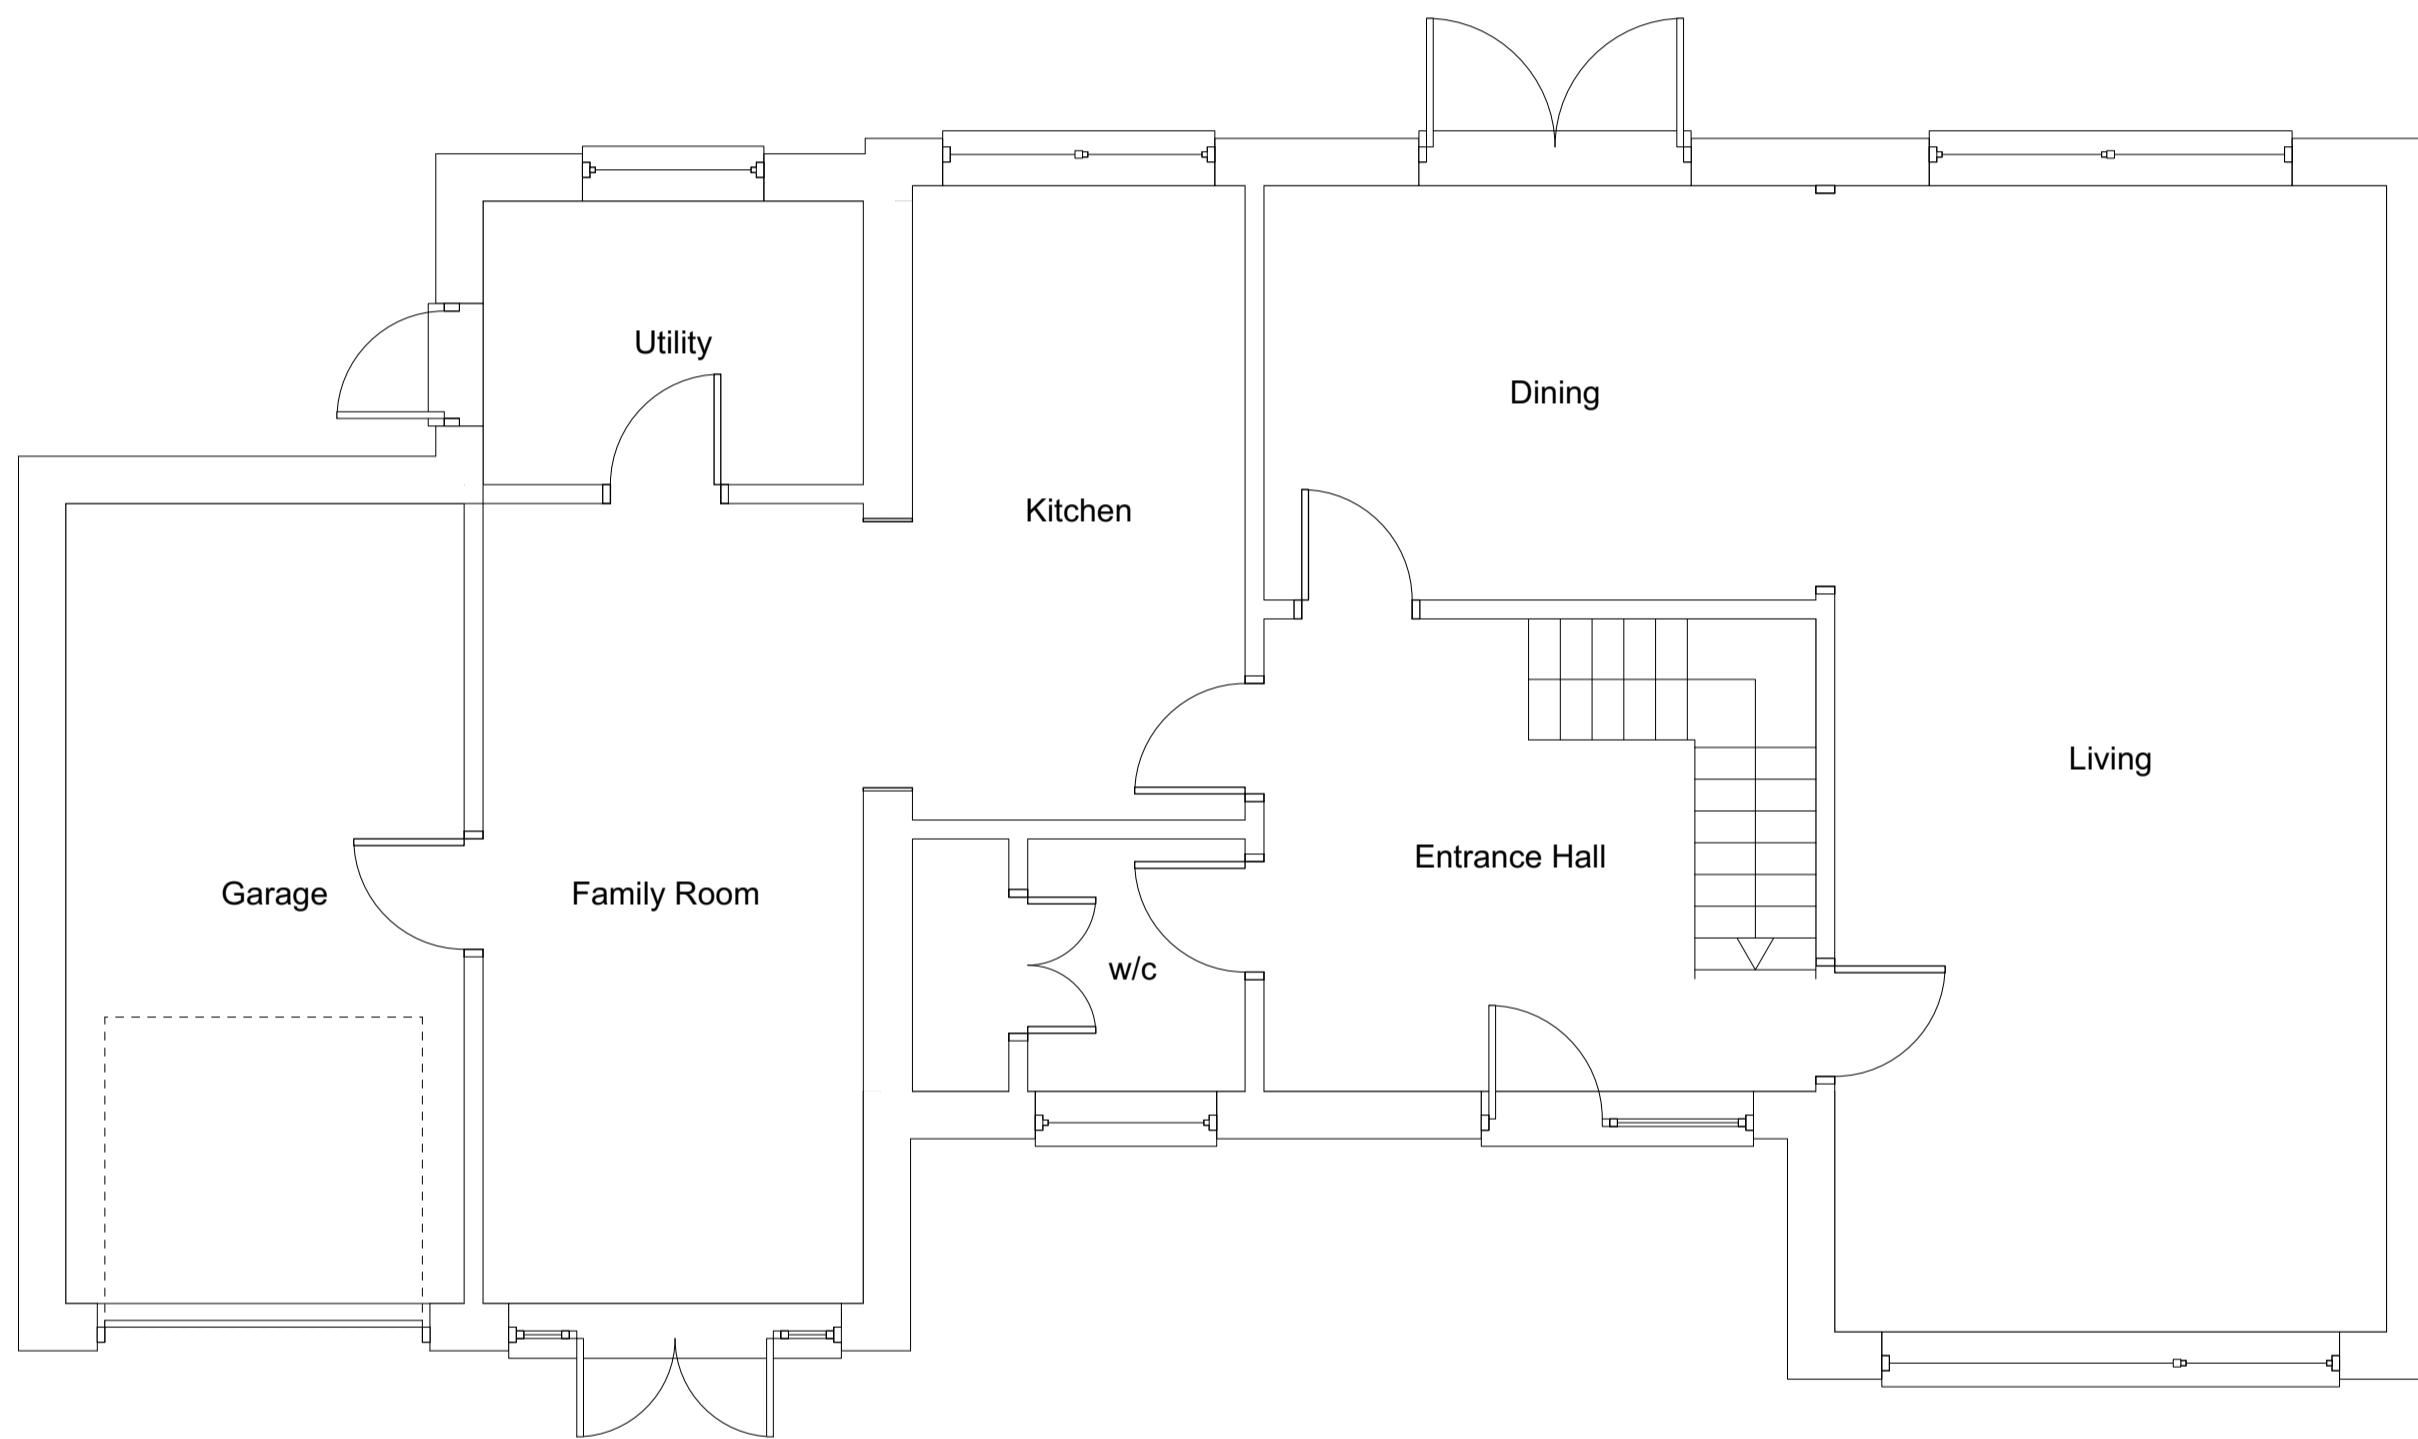 Utility
Dining
Kitchen
Living
Entrance Hall
Garage
Family Room
w/c